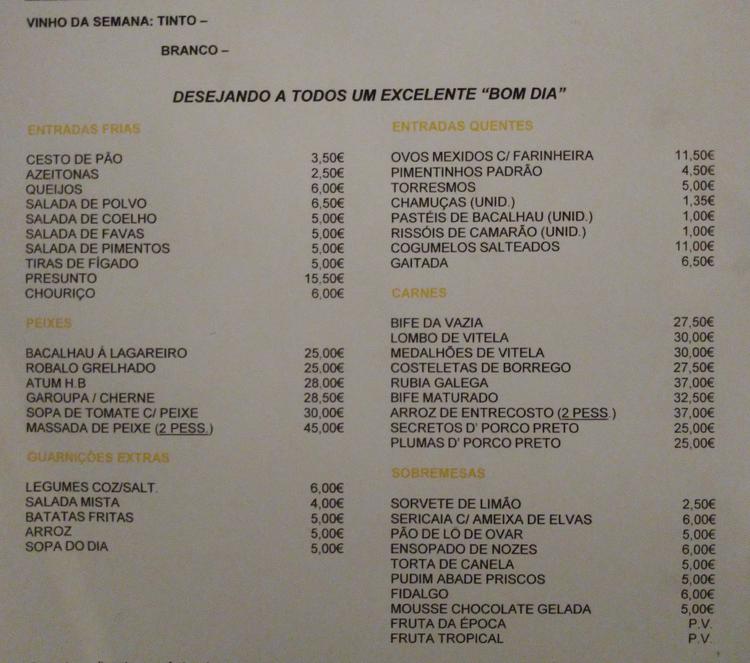 VINHO DA SEMANA: TINTO –
BRANCO –
DESEJANDO A TODOS UM EXCELENTE “BOM DIA”
ENTRADAS FRIAS
CESTO DE PÃO 3,50€
AZEITONAS 2,50€
QUEIJOS 6,00€
SALADA DE POLVO 6,50€
SALADA DE COELHO 5,00€
SALADA DE FAVAS 5,00€
SALADA DE PIMENTOS 5,00€
TIRAS DE FÍGADO 5,00€
PRESUNTO 15,50€
CHOURIÇO 6,00€
PEIXES
BACALHAU Á LAGAREIRO 25,00€
ROBALO GRELHADO 25,00€
ATUM H.B 28,00€
GAROUPA / CHERNE 28,50€
SOPA DE TOMATE C/ PEIXE 30,00€
MASSADA DE PEIXE (2 PESS.) 45,00€
GUARNIÇÕES EXTRAS
LEGUMES COZ/SALT. 6,00€
SALADA MISTA 4,00€
BATATAS FRITAS 5,00€
ARROZ 5,00€
SOPA DO DIA 5,00€
ENTRADAS QUENTES
OVOS MEXIDOS C/ FARINHEIRA 11,50€
PIMENTINHOS PADRÃO 4,50€
TORRESMOS 5,00€
CHAMUÇAS (UNID.) 1,35€
PASTÉIS DE BACALHAU (UNID.) 1,00€
RISSÓIS DE CAMARÃO (UNID.) 1,00€
COGUMELOS SALTEADOS 11,00€
GAITADA 6,50€
CARNES
BIFE DA VAZIA 27,50€
LOMBO DE VITELA 30,00€
MEDALHÕES DE VITELA 30,00€
COSTELETAS DE BORREGO 27,50€
RUBIA GALEGA 37,00€
BIFE MATURADO 32,50€
ARROZ DE ENTRECOSTO (2 PESS.) 37,00€
SECRETOS D' PORCO PRETO 25,00€
PLUMAS D' PORCO PRETO 25,00€
SOBREMESAS
SORVETE DE LIMÃO 2,50€
SERICAIA C/ AMEIXA DE ELVAS 6,00€
PÃO DE LÓ DE OVAR 5,00€
ENSOPADO DE NOZES 6,00€
TORTA DE CANELA 5,00€
PUDIM ABADE PRISCOS 5,00€
FIDALGO 6,00€
MOUSSE CHOCOLATE GELADA 5,00€
FRUTA DA ÉPOCA P.V.
FRUTA TROPICAL P.V.